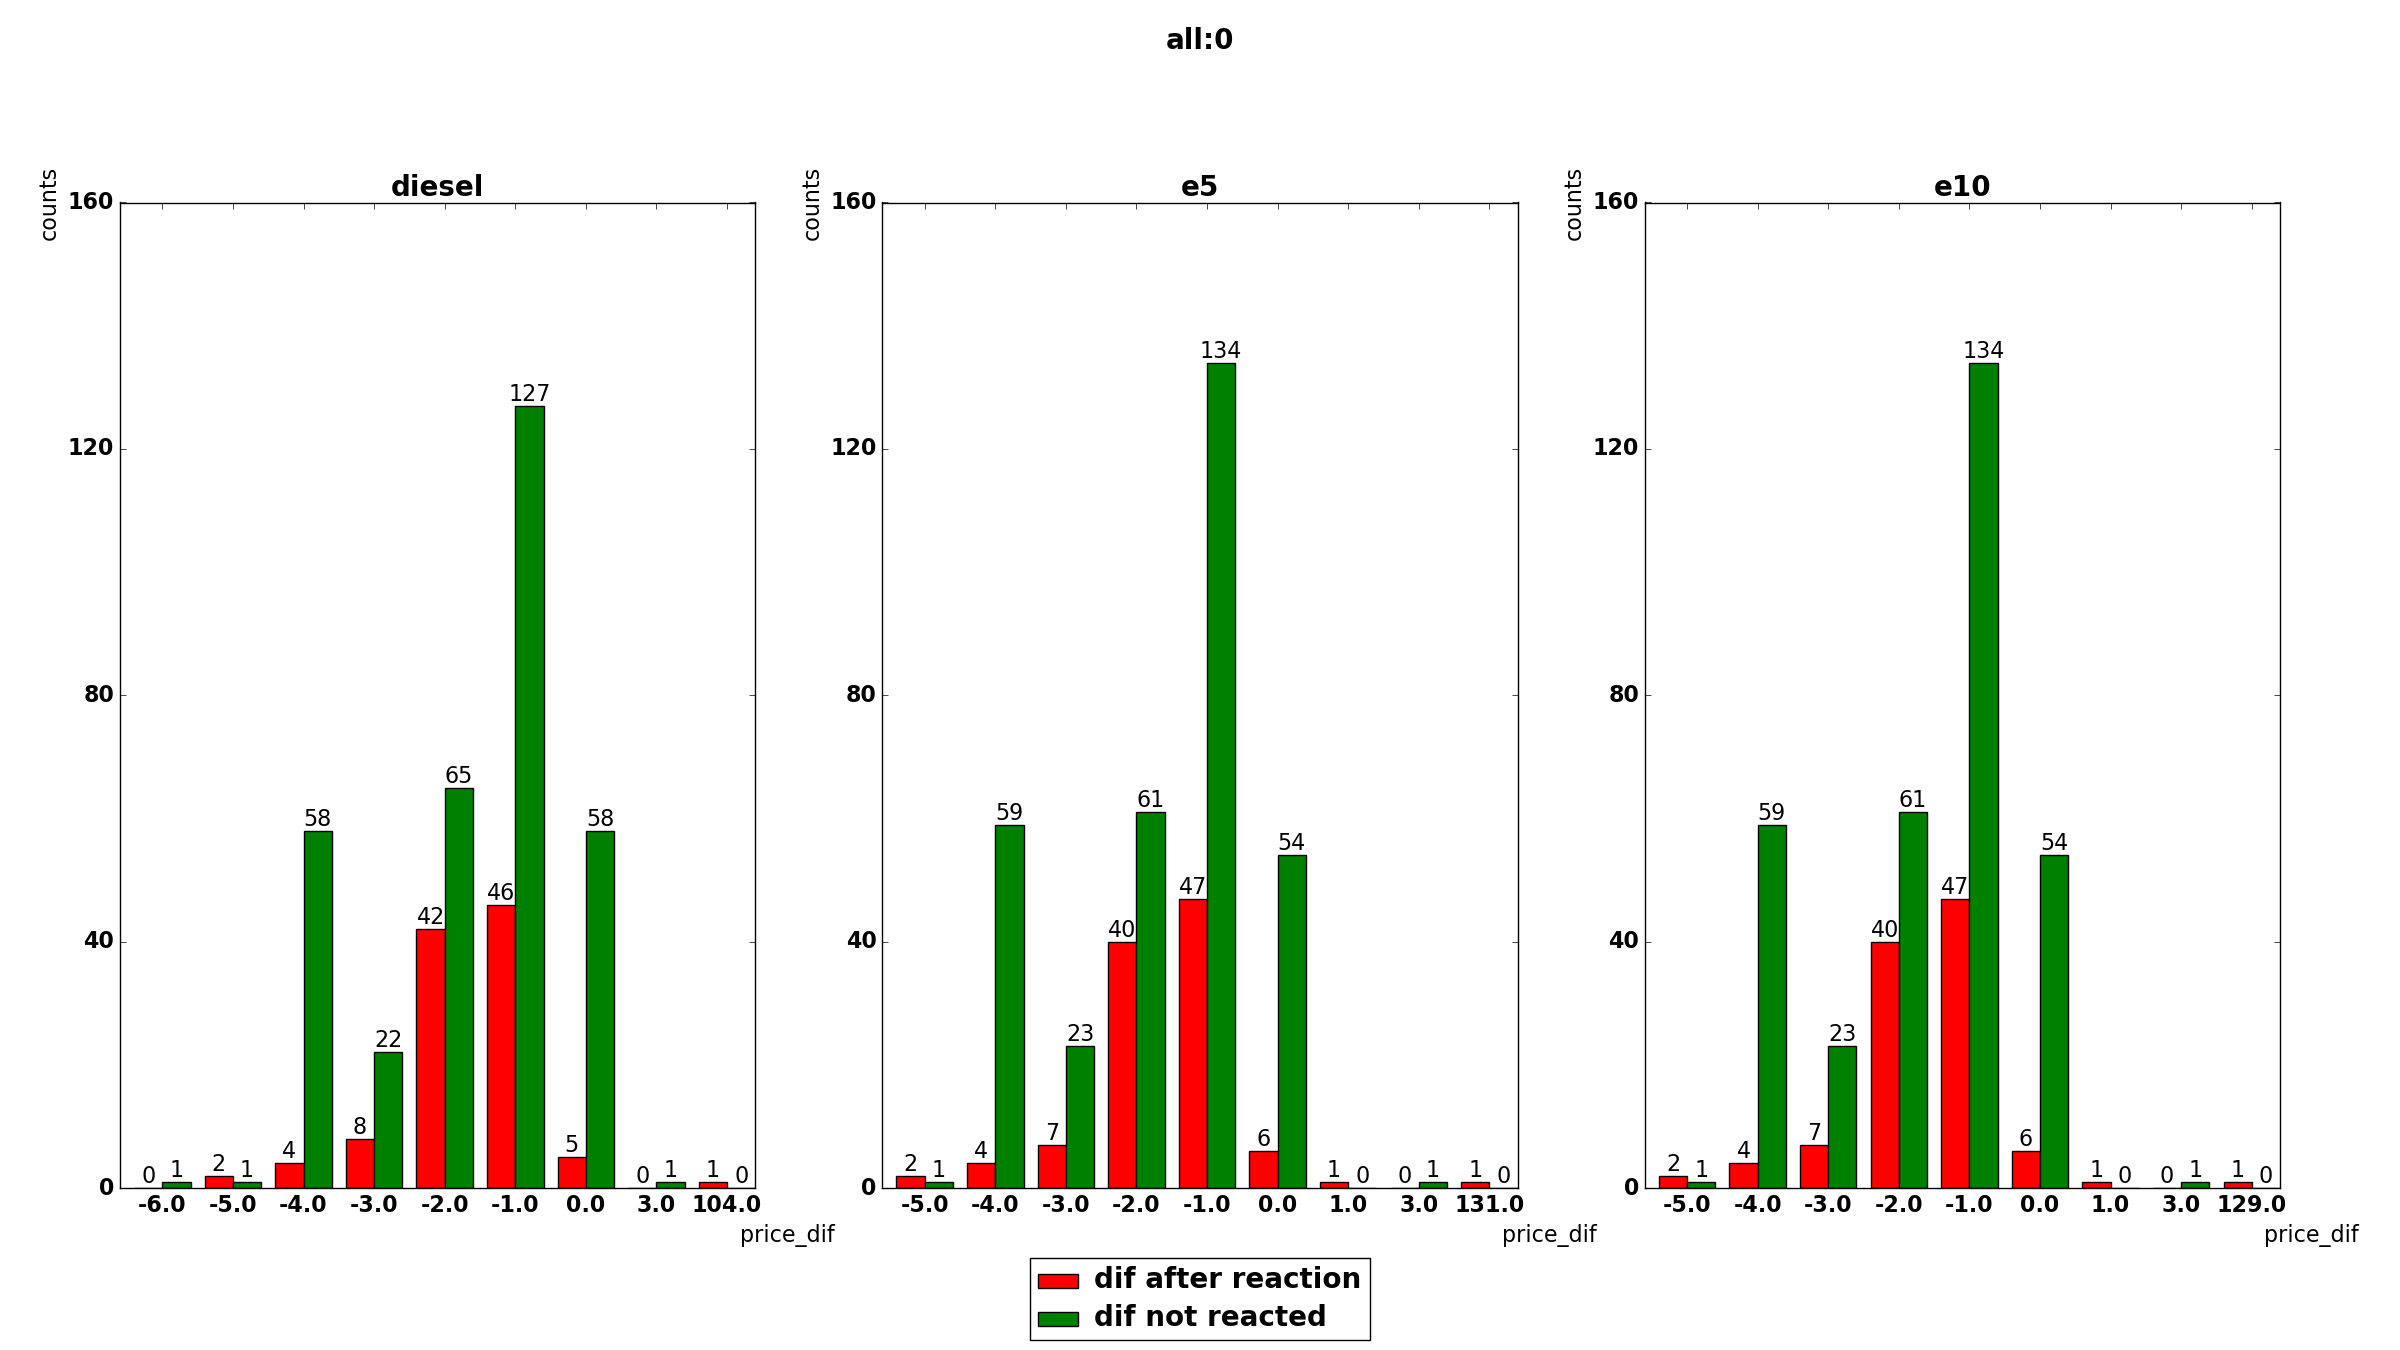 all:0
diesel
counts
160
120
80
40
0
0 1 2 1 4 58 8 22 42 65 46 127 5 58 0 1 1 0
-6.0 -5.0 -4.0 -3.0 -2.0 -1.0 0.0 3.0 104.0
price_dif
e5
counts
160
120
80
40
0
2 1 4 59 7 23 40 61 47 134 6 54 1 0 0 1 1 0
-5.0 -4.0 -3.0 -2.0 -1.0 0.0 1.0 3.0 131.0
price_dif
e10
counts
160
120
80
40
0
2 1 4 59 7 23 40 61 47 134 6 54 1 0 0 1 1 0
-5.0 -4.0 -3.0 -2.0 -1.0 0.0 1.0 3.0 129.0
price_dif
dif after reaction
dif not reacted